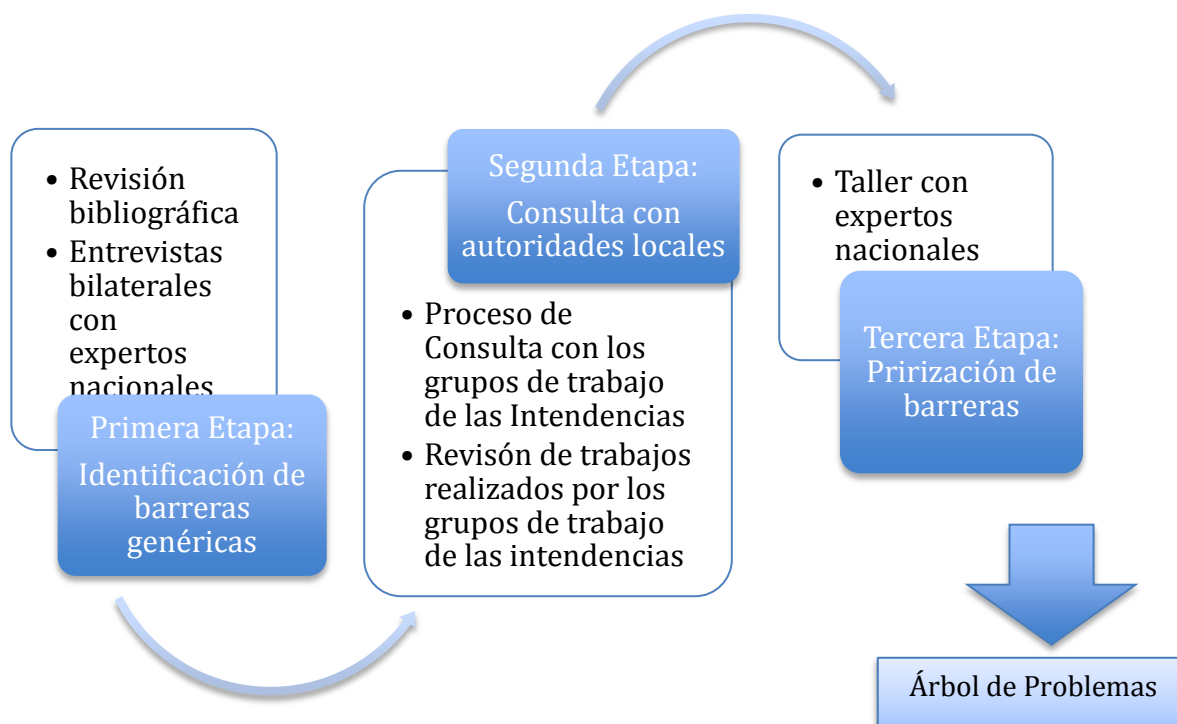 • Revisión
bibliográfica
• Entrevistas
bilaterales
con
expertos
nacionales
Primera Etapa:
Identificación de
barreras
genéricas
Segunda Etapa:
Consulta con
autoridades locales
• Proceso de
Consulta con los
grupos de trabajo
de las Intendencias
• Revisón de trabajos
realizados por los
grupos de trabajo
de las intendencias
• Taller con
expertos
nacionales
Tercera Etapa:
Prirización de
barreras
Árbol de Problemas